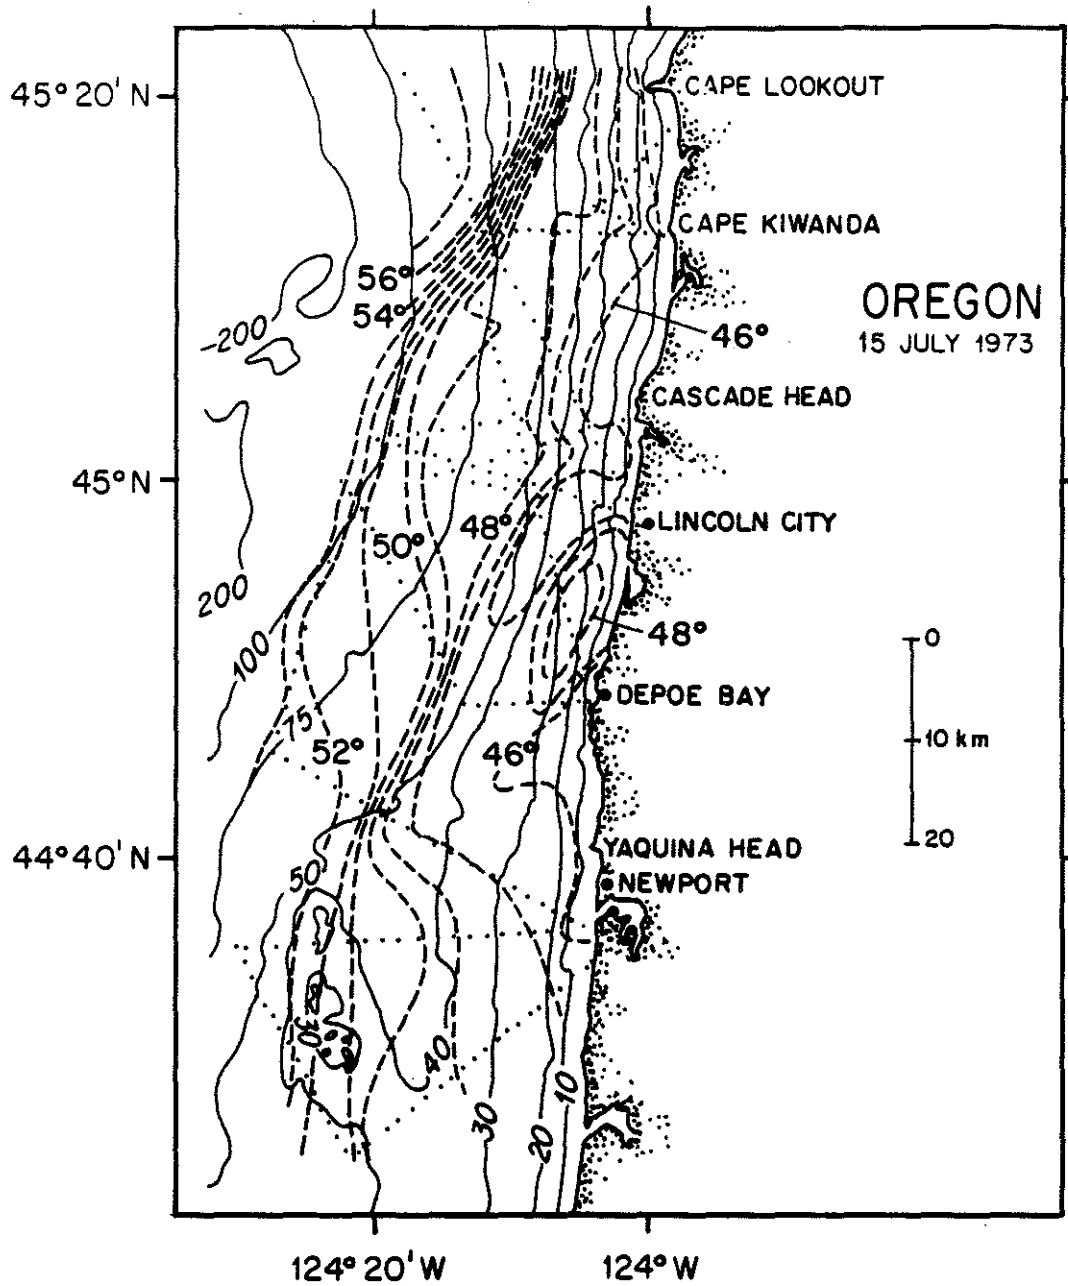 45°20'N
CAPE LOOKOUT
CAPE KIWANDA
56°
54°
OREGON
15 JULY 1973
-200
46°
CASCADE HEAD
45°N
48°
LINCOLN CITY
50°
200
48°
0
100
DEPOE BAY
75
52°
46°
10 km
20
44°40'N
YAQUINA HEAD
50
NEWPORT
30
40
30
20
10
124°20'W
124°W